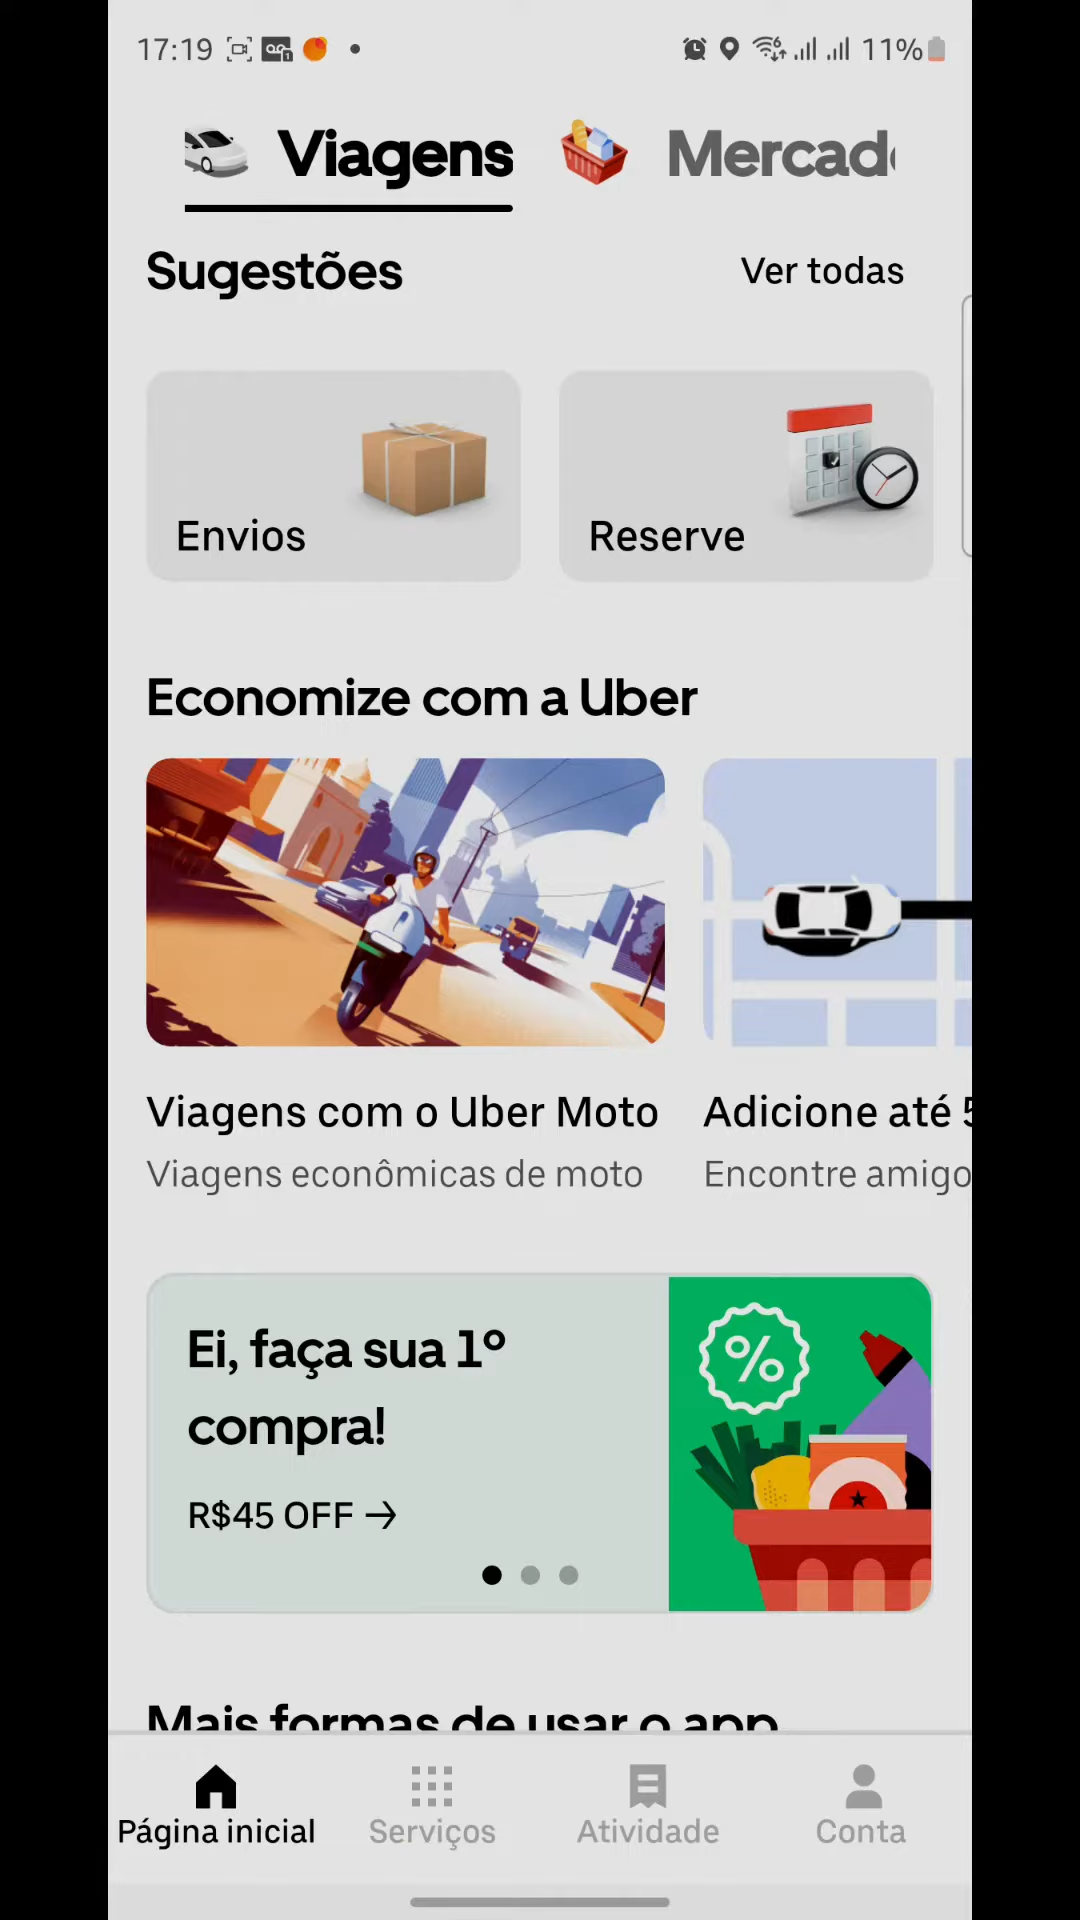 17:19
11%
Viagens
Mercad
Sugestões
Ver todas
Envios
Reserve
Economize com a Uber
Viagens com o Uber Moto
Adicione até 5
Viagens econômicas de moto
Encontre amigo
Ei, faça sua 1º
compra!
R$45 OFF →
%
Mais formas de usar o app
Página inicial
Serviços
Atividade
Conta